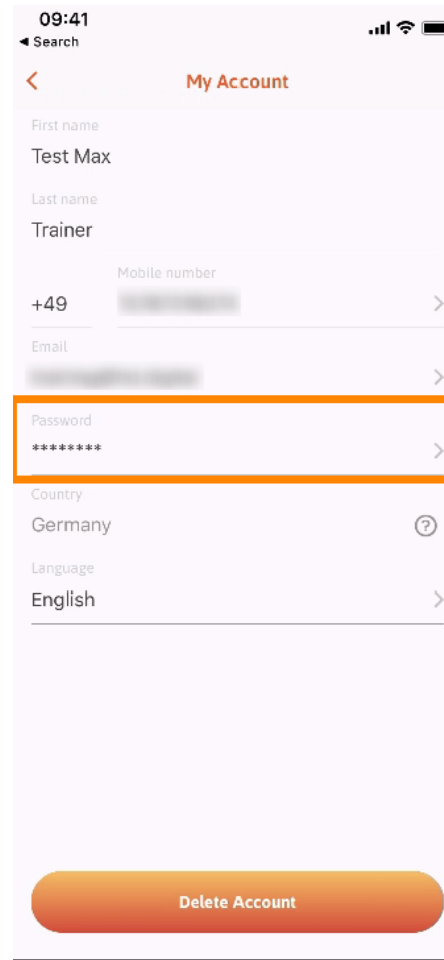 09:41
◀ Search
My Account
First name
Test Max
Last name
Trainer
Mobile number
+49
Email
Password
********
Country
Germany
Language
English
Delete Account